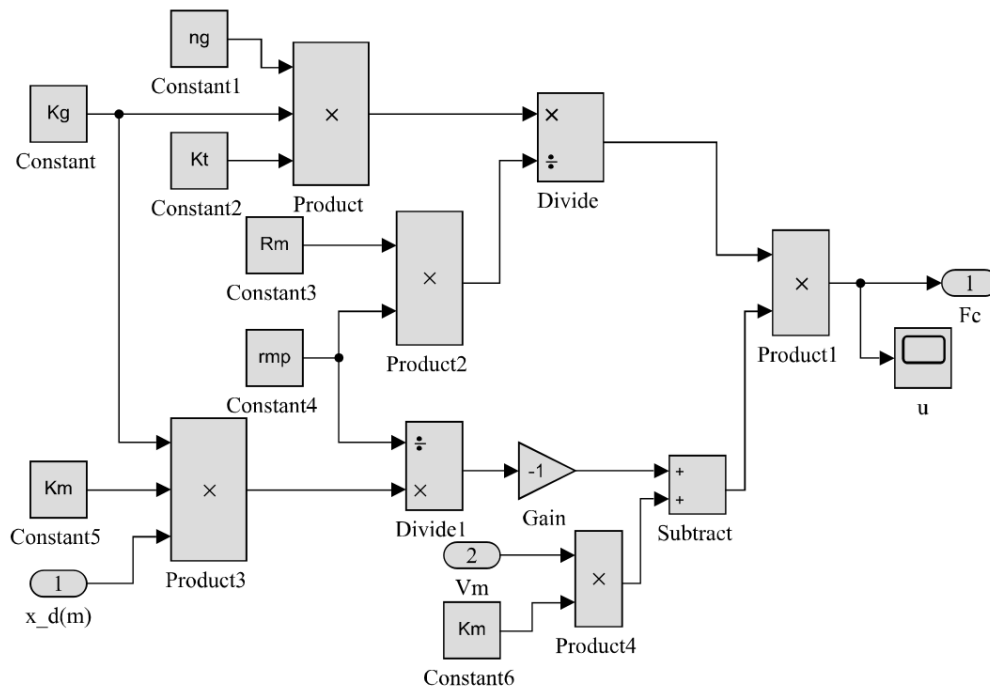 ng
Constant1
Kg
Constant
×
Product
Kt
Constant2
×
÷
Divide
Rm
Constant3
×
Product2
rmp
Constant4
×
Product1
1
Fc
u
Km
Constant5
×
Product3
1
x_d(m)
÷
×
Divide1
-1
Gain
+
+
Subtract
2
Vm
×
Product4
Km
Constant6